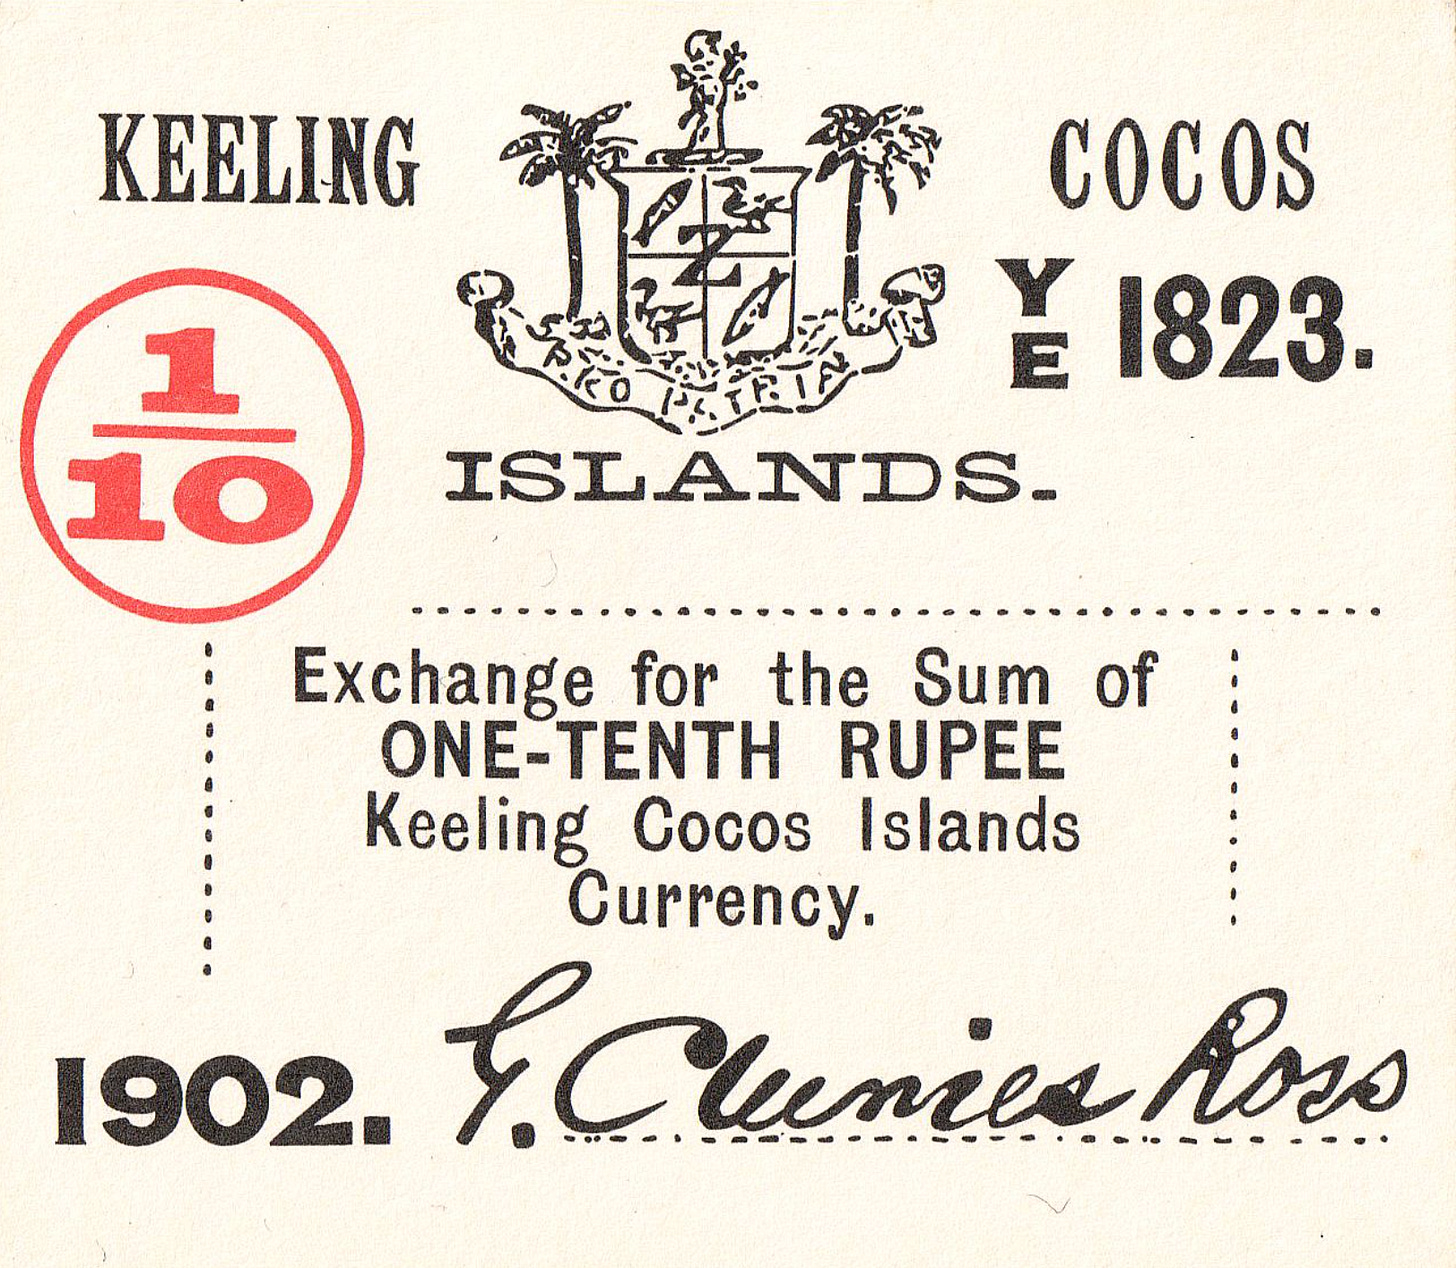 KEELING COCOS
YE 1823.
1
10
PRO PATRIA
ISLANDS.
Exchange for the Sum of
ONE-TENTH RUPEE
Keeling Cocos Islands
Currency.
1902. G. Clunies Ross